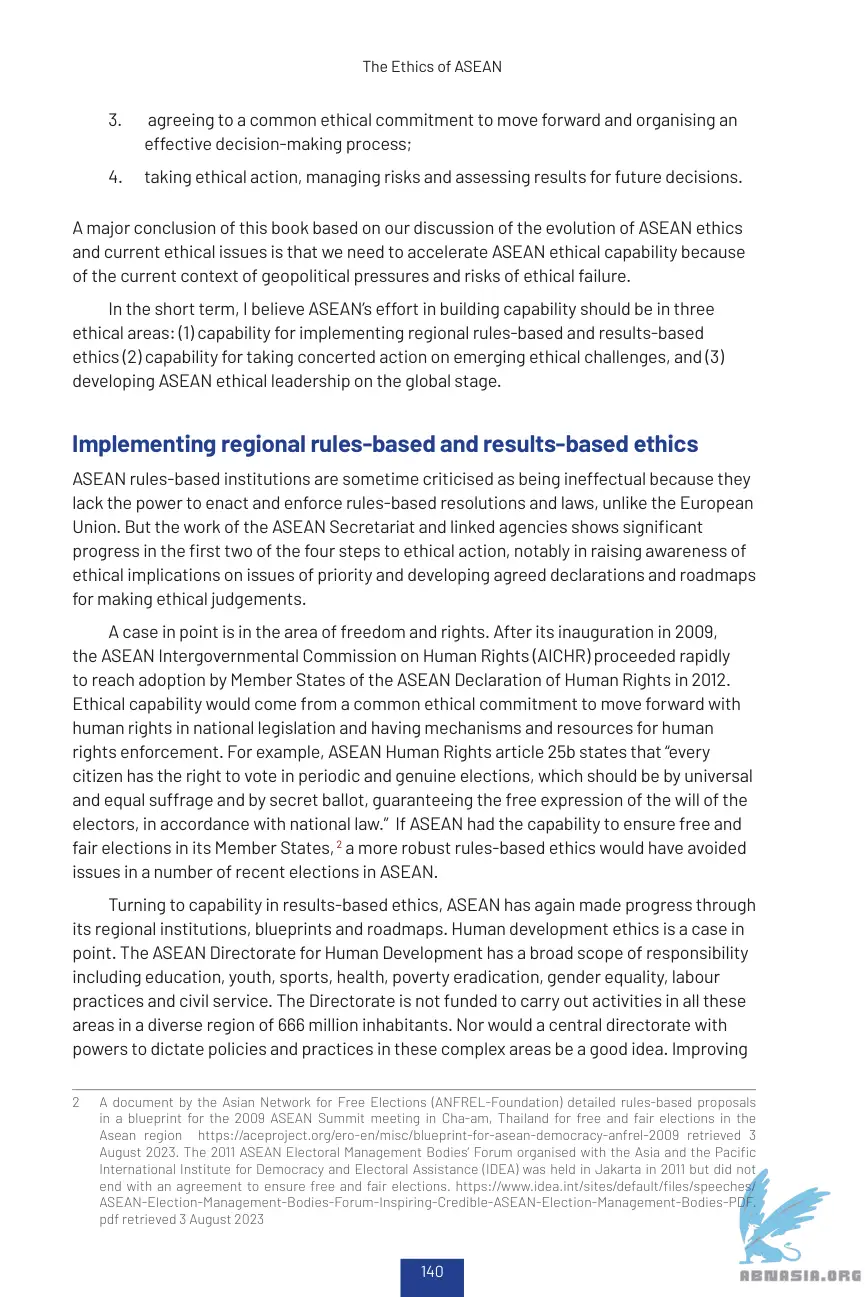 The Ethics of ASEAN
3. agreeing to a common ethical commitment to move forward and organising an
effective decision-making process;
4. taking ethical action, managing risks and assessing results for future decisions.
A major conclusion of this book based on our discussion of the evolution of ASEAN ethics
and current ethical issues is that we need to accelerate ASEAN ethical capability because
of the current context of geopolitical pressures and risks of ethical failure.
In the short term, I believe ASEAN's effort in building capability should be in three
ethical areas: (1) capability for implementing regional rules-based and results-based
ethics (2) capability for taking concerted action on emerging ethical challenges, and (3)
developing ASEAN ethical leadership on the global stage.
Implementing regional rules-based and results-based ethics
ASEAN rules-based institutions are sometime criticised as being ineffectual because they
lack the power to enact and enforce rules-based resolutions and laws, unlike the European
Union. But the work of the ASEAN Secretariat and linked agencies shows significant
progress in the first two of the four steps to ethical action, notably in raising awareness of
ethical implications on issues of priority and developing agreed declarations and roadmaps
for making ethical judgements.
A case in point is in the area of freedom and rights. After its inauguration in 2009,
the ASEAN Intergovernmental Commission on Human Rights (AICHR) proceeded rapidly
to reach adoption by Member States of the ASEAN Declaration of Human Rights in 2012.
Ethical capability would come from a common ethical commitment to move forward with
human rights in national legislation and having mechanisms and resources for human
rights enforcement. For example, ASEAN Human Rights article 25b states that "every
citizen has the right to vote in periodic and genuine elections, which should be by universal
and equal suffrage and by secret ballot, guaranteeing the free expression of the will of the
electors, in accordance with national law." If ASEAN had the capability to ensure free and
fair elections in its Member States, 2 a more robust rules-based ethics would have avoided
issues in a number of recent elections in ASEAN.
Turning to capability in results-based ethics, ASEAN has again made progress through
its regional institutions, blueprints and roadmaps. Human development ethics is a case in
point. The ASEAN Directorate for Human Development has a broad scope of responsibility
including education, youth, sports, health, poverty eradication, gender equality, labour
practices and civil service. The Directorate is not funded to carry out activities in all these
areas in a diverse region of 666 million inhabitants. Nor would a central directorate with
powers to dictate policies and practices in these complex areas be a good idea. Improving
2 A document by the Asian Network for Free Elections (ANFREL-Foundation) detailed rules-based proposals
in a blueprint for the 2009 ASEAN Summit meeting in Cha-am, Thailand for free and fair elections in the
Asean region https://aceproject.org/ero-en/misc/blueprint-for-asean-democracy-anfrel-2009 retrieved 3
August 2023. The 2011 ASEAN Electoral Management Bodies' Forum organised with the Asia and the Pacific
International Institute for Democracy and Electoral Assistance (IDEA) was held in Jakarta in 2011 but did not
end with an agreement to ensure free and fair elections. https://www.idea.int/sites/default/files/speeches/
ASEAN-Election-Management-Bodies-Forum-Inspiring-Credible-ASEAN-Election-Management-Bodies-PDF.
pdf retrieved 3 August 2023
140
ABNASIA.ORG